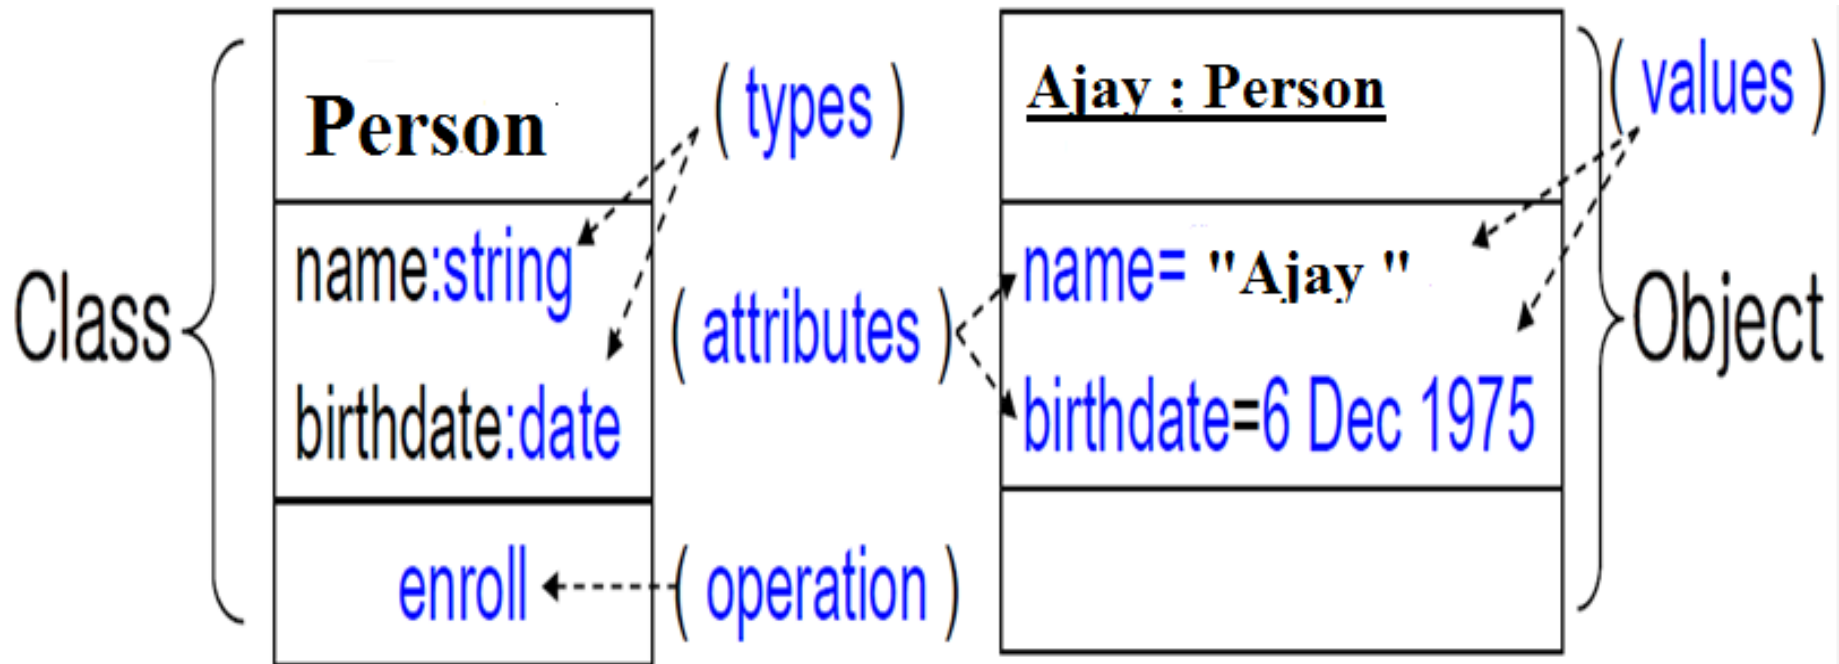 Class
Person
name:string
birthdate:date
enroll
( types )
( attributes )
( operation )
Ajay : Person
name= "Ajay "
birthdate=6 Dec 1975
( values )
Object